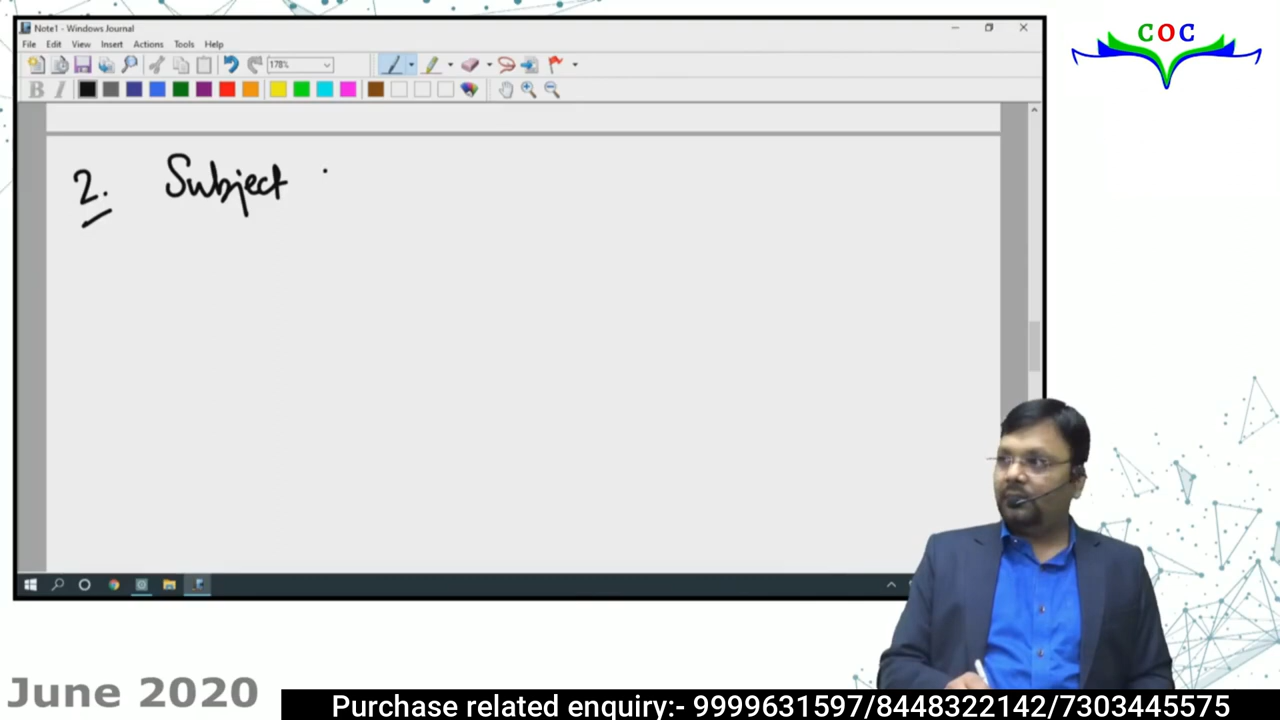 Note1 - Windows Journal
File Edit View Insert Actions Tools Help
178%
B I
COC
2. Subject
June 2020
Purchase related enquiry:- 9999631597/8448322142/7303445575